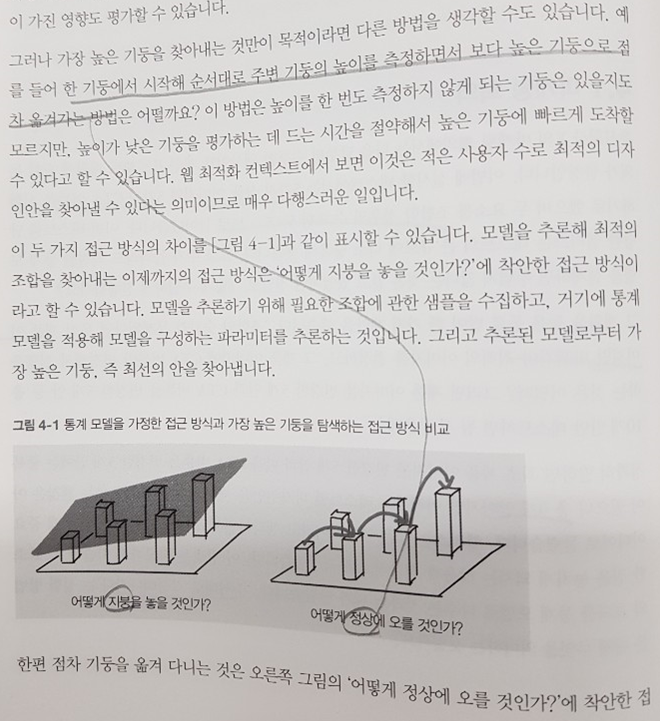 이 가진 영향도 평가할 수 있습니다.
그러나 가장 높은 기둥을 찾아내는 것만이 목적이라면 다른 방법을 생각할 수도 있습니다. 예
를 들어 한 기둥에서 시작해 순서대로 주변 기둥의 높이를 측정하면서 보다 높은 기둥으로 점
차 옮겨가는 방법은 어떨까요? 이 방법은 높이를 한 번도 측정하지 않게 되는 기둥은 있을지도
모르지만, 높이가 낮은 기둥을 평가하는 데 드는 시간을 절약해서 높은 기둥에 빠르게 도착할
수 있다고 할 수 있습니다. 웹 최적화 컨텍스트에서 보면 이것은 적은 사용자 수로 최적의 디자
인안을 찾아낼 수 있다는 의미이므로 매우 다행스러운 일입니다.
이 두 가지 접근 방식의 차이를 [그림 4-1]과 같이 표시할 수 있습니다. 모델을 추론해 최적의
조합을 찾아내는 이제까지의 접근 방식은 '어떻게 지붕을 놓을 것인가?'에 착안한 접근 방식이
라고 할 수 있습니다. 모델을 추론하기 위해 필요한 조합에 관한 샘플을 수집하고, 거기에 통계
모델을 적용해 모델을 구성하는 파라미터를 추론하는 것입니다. 그리고 추론된 모델로부터 가
장 높은 기둥, 즉 최선의 안을 찾아냅니다.
그림 4-1 통계 모델을 가정한 접근 방식과 가장 높은 기둥을 탐색하는 접근 방식 비교
어떻게 지붕을 놓을 것인가?
어떻게 정상에 오를 것인가?
한편 점차 기둥을 옮겨 다니는 것은 오른쪽 그림의 '어떻게 정상에 오를 것인가?'에 착안한 접